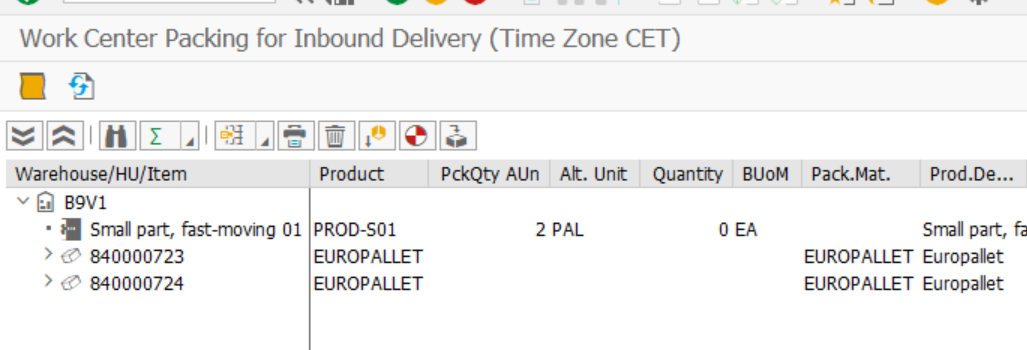 Work Center Packing for Inbound Delivery (Time Zone CET)
Warehouse/HU/Item Product PckQty AUn Alt. Unit Quantity BUoM Pack.Mat. Prod.De...
B9V1
Small part, fast-moving 01 PROD-S01 2 PAL 0 EA Small part, fa
840000723 EUROPALLET EUROPALLET Europallet
840000724 EUROPALLET EUROPALLET Europallet